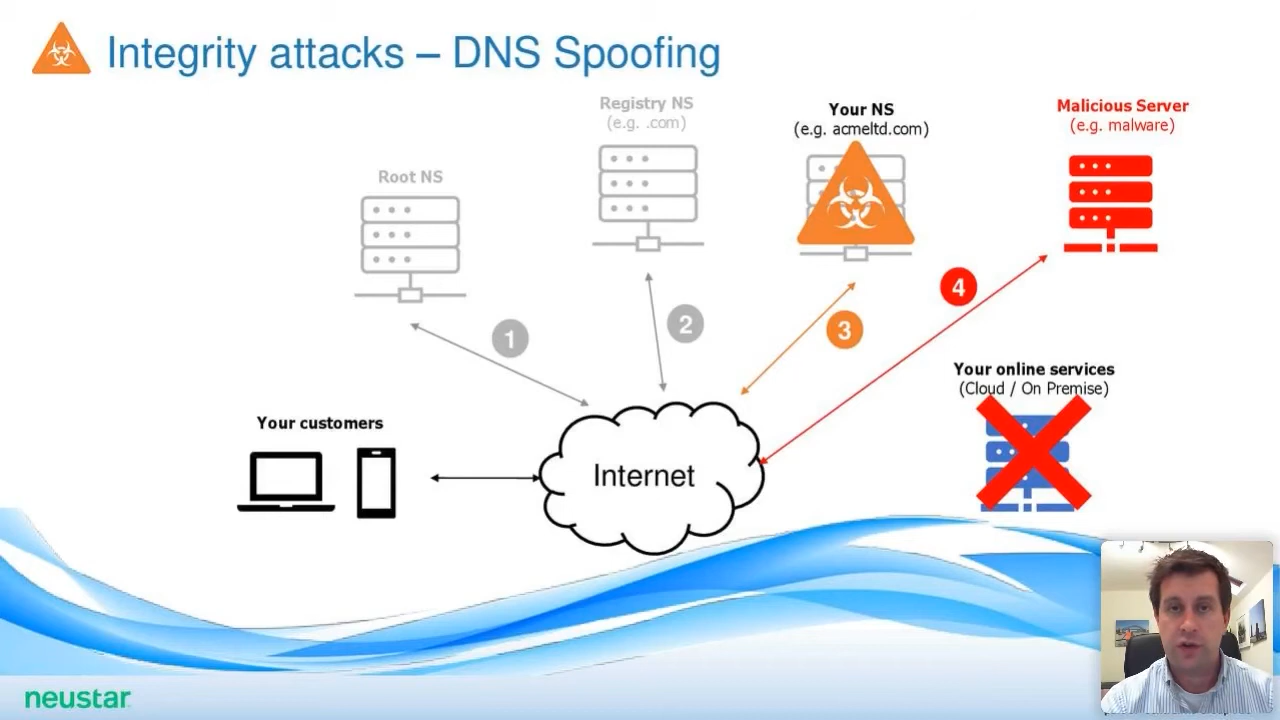 Integrity attacks – DNS Spoofing
Registry NS
(e.g. .com)
Your NS
(e.g. acmeltd.com)
Malicious Server
(e.g. malware)
Root NS
4
2
3
1
Your online services
(Cloud / On Premise)
Your customers
Internet
neustar